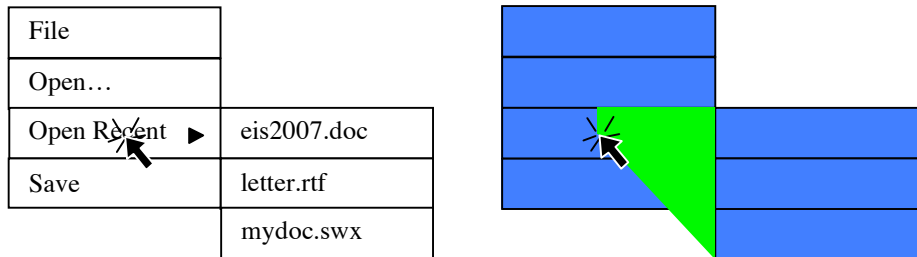 File
Open…
Open Recent
eis2007.doc
Save
letter.rtf
mydoc.swx